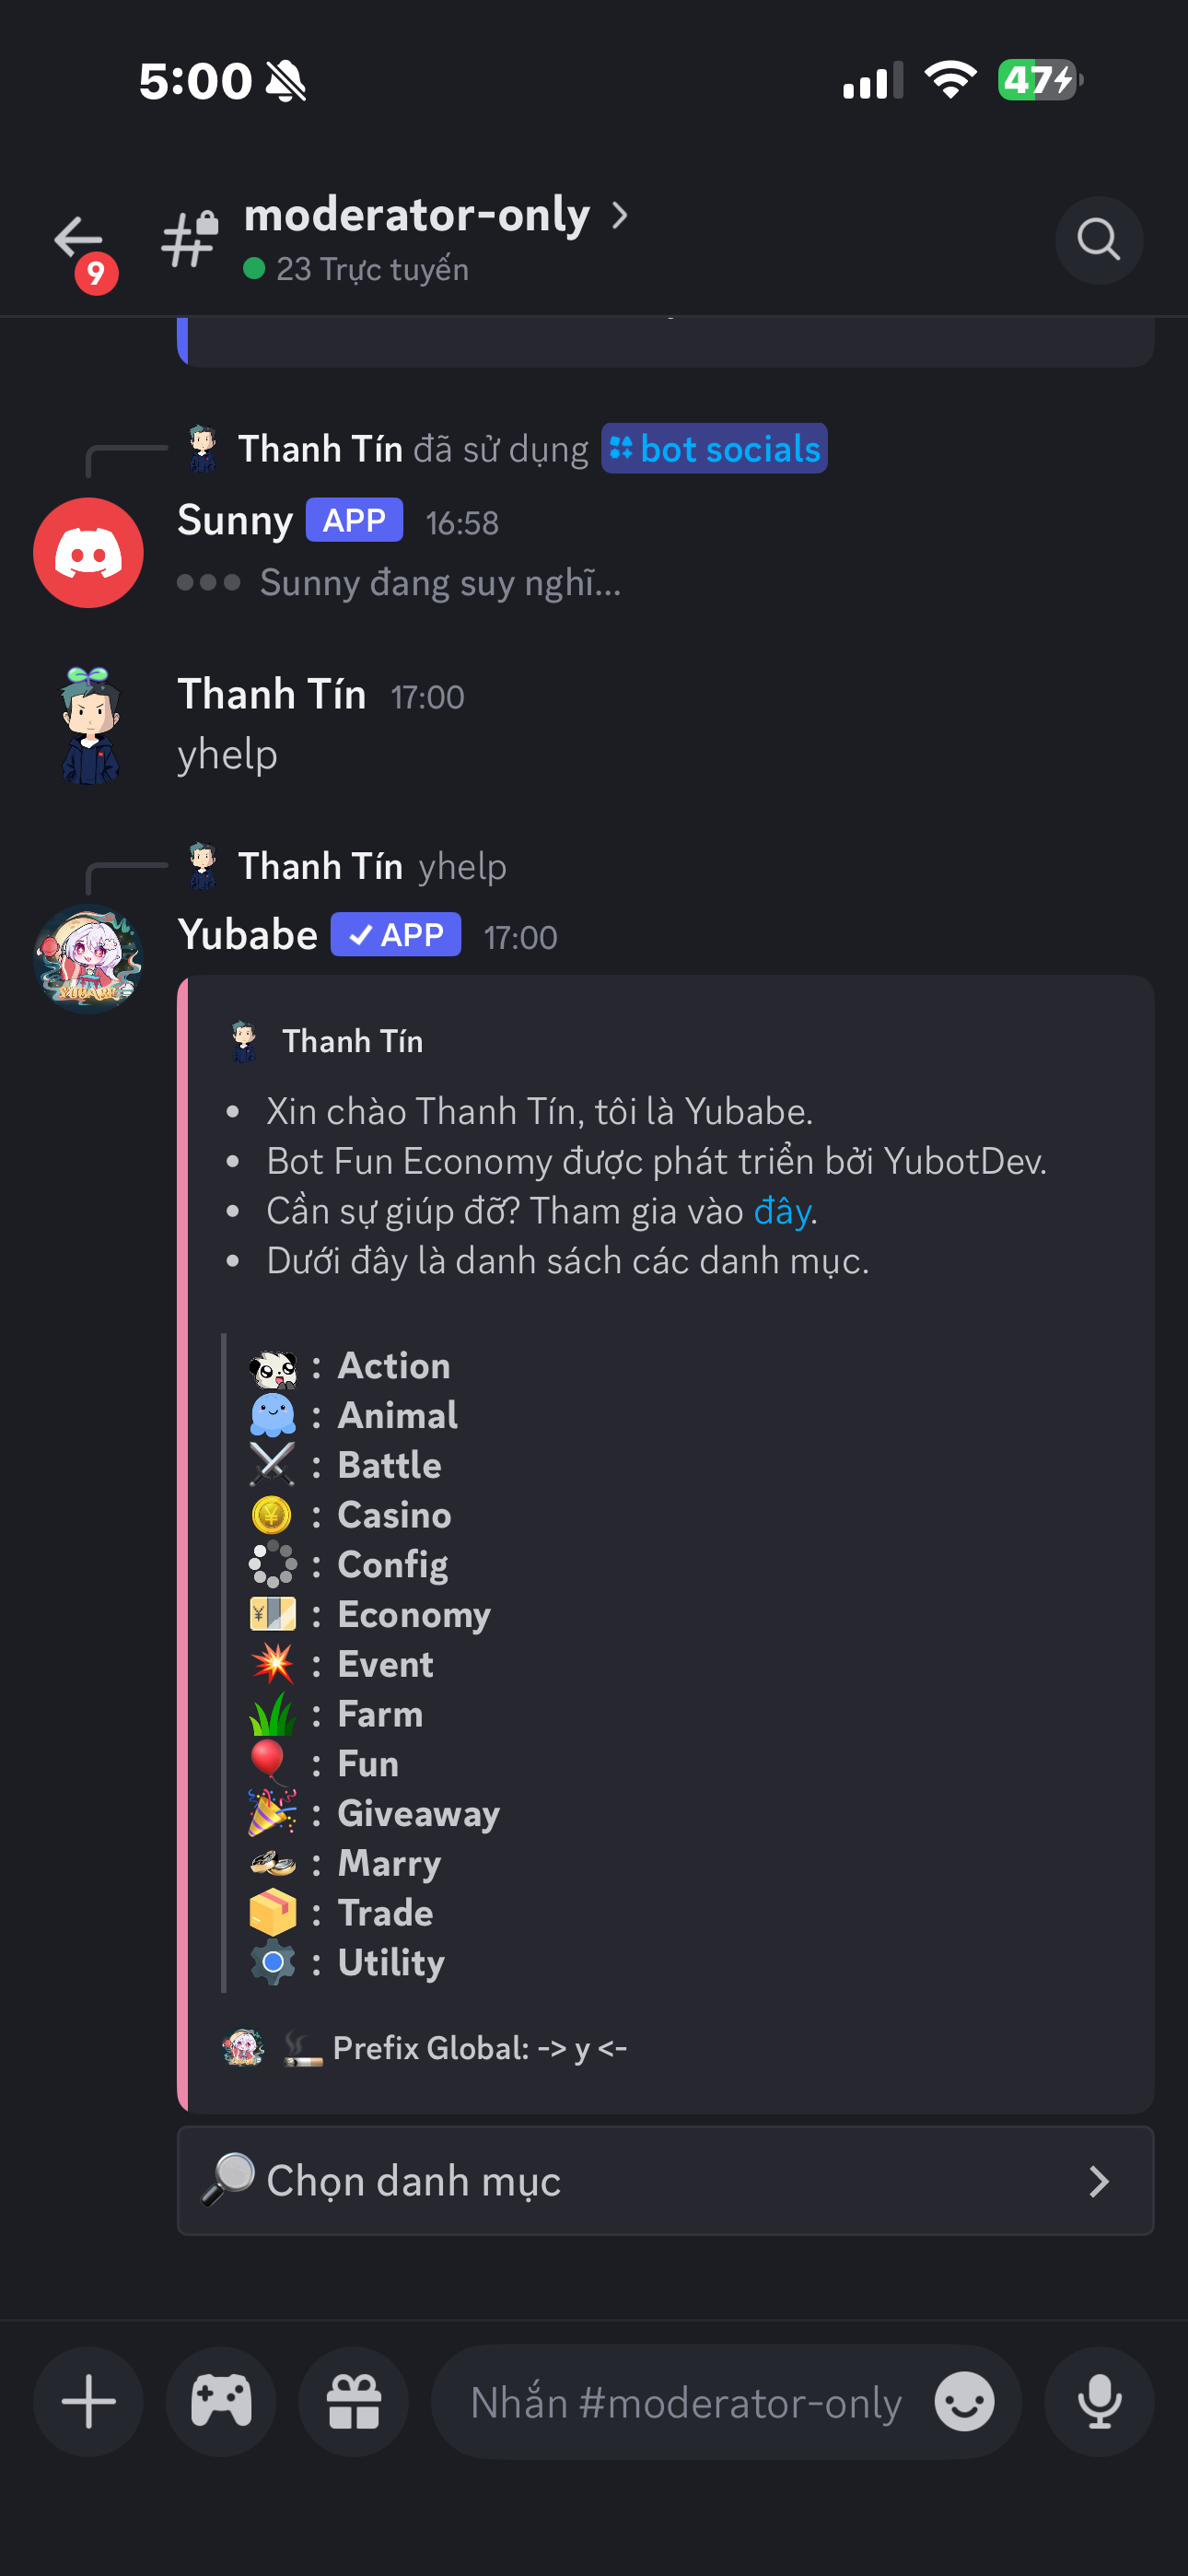 5:00
47
9
moderator-only
23 Trực tuyến
Thanh Tín đã sử dụng bot socials
Sunny APP 16:58
Sunny đang suy nghĩ...
Thanh Tín 17:00
yhelp
Thanh Tín yhelp
Yubabe APP 17:00
YUBABE
Thanh Tín
• Xin chào Thanh Tín, tôi là Yubabe.
• Bot Fun Economy được phát triển bởi YubotDev.
• Cần sự giúp đỡ? Tham gia vào đây.
• Dưới đây là danh sách các danh mục.
: Action
: Animal
: Battle
: Casino
: Config
: Economy
: Event
: Farm
: Fun
: Giveaway
: Marry
: Trade
: Utility
Prefix Global: -> y <-
Chọn danh mục
Nhắn #moderator-only